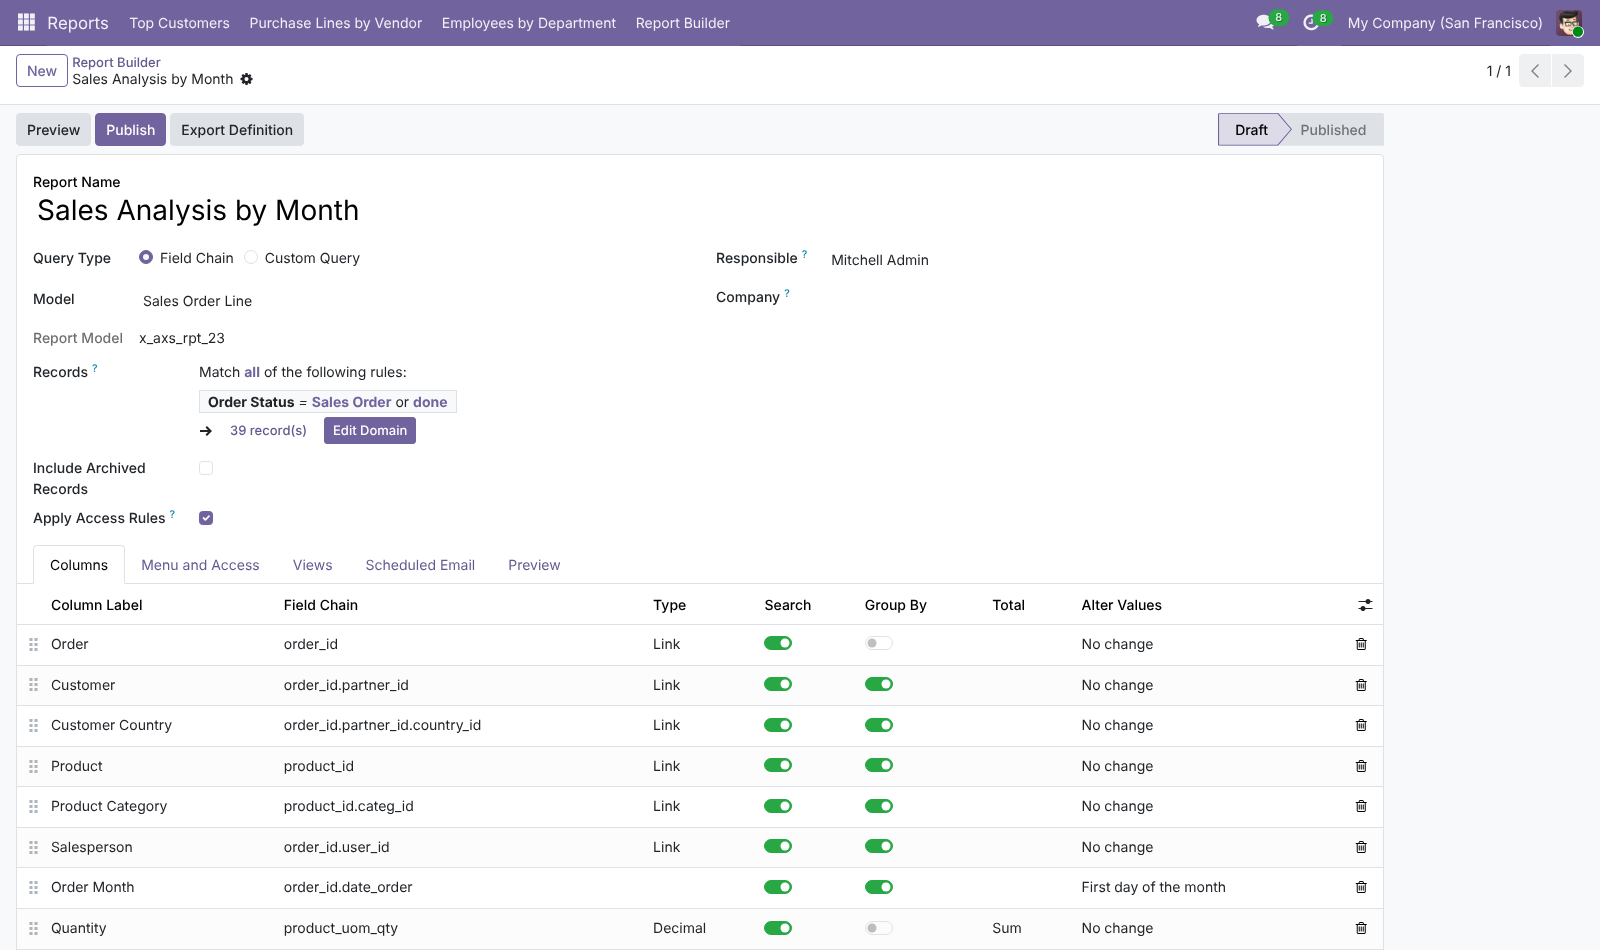 Reports Top Customers Purchase Lines by Vendor Employees by Department Report Builder 8 8 My Company (San Francisco)
New Report Builder
Sales Analysis by Month
1 / 1
Preview Publish Export Definition Draft Published
Report Name
Sales Analysis by Month
Query Type Field Chain Custom Query Responsible ? Mitchell Admin
Model Sales Order Line Company ?
Report Model x_axs_rpt_23
Records ? Match all of the following rules:
Order Status = Sales Order or done
39 record(s) Edit Domain
Include Archived
Records
Apply Access Rules ?
Columns Menu and Access Views Scheduled Email Preview
Column Label Field Chain Type Search Group By Total Alter Values
Order order_id Link No change
Customer order_id.partner_id Link No change
Customer Country order_id.partner_id.country_id Link No change
Product product_id Link No change
Product Category product_id.categ_id Link No change
Salesperson order_id.user_id Link No change
Order Month order_id.date_order First day of the month
Quantity product_uom_qty Decimal Sum No change